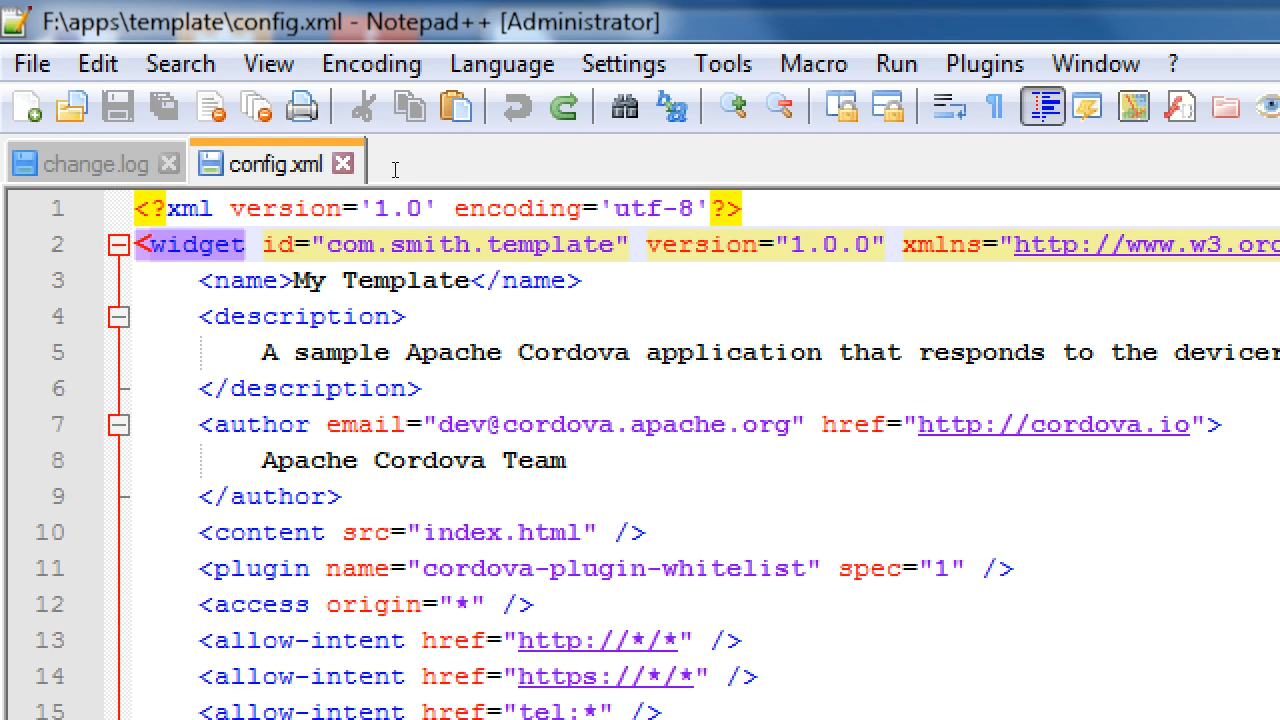 F:\apps\template\config.xml - Notepad++ [Administrator]
File Edit Search View Encoding Language Settings Tools Macro Run Plugins Window ?
change.log config.xml
1 <?xml version='1.0' encoding='utf-8'?>
2 <widget id="com.smith.template" version="1.0.0" xmlns="http://www.w3.org
3 <name>My Template</name>
4 <description>
5 A sample Apache Cordova application that responds to the devicer
6 </description>
7 <author email="dev@cordova.apache.org" href="http://cordova.io">
8 Apache Cordova Team
9 </author>
10 <content src="index.html" />
11 <plugin name="cordova-plugin-whitelist" spec="1" />
12 <access origin="*" />
13 <allow-intent href="http://*/*" />
14 <allow-intent href="https://*/*" />
15 <allow-intent href="tel:*" />